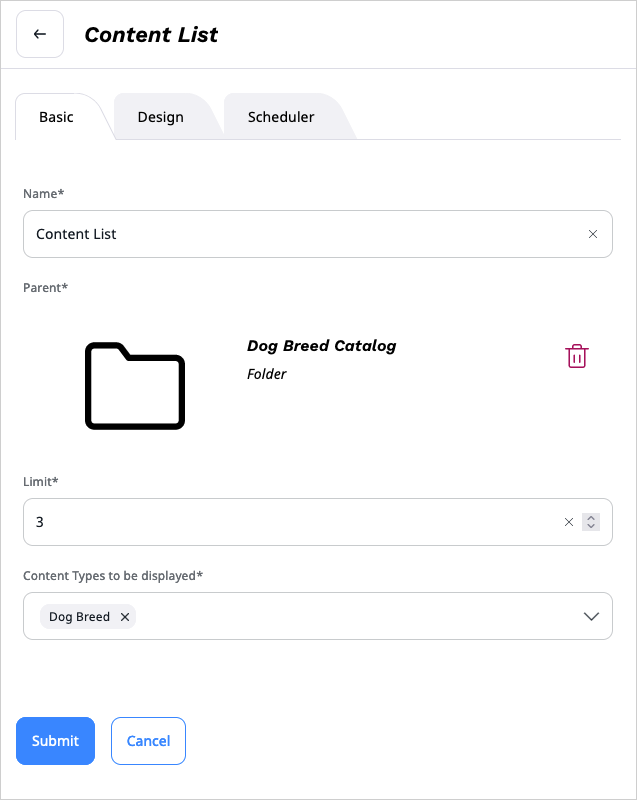 Content List
Basic
Design
Scheduler
Name*
Content List
Parent*
Dog Breed Catalog
Folder
Limit*
3
Content Types to be displayed*
Dog Breed
Submit
Cancel